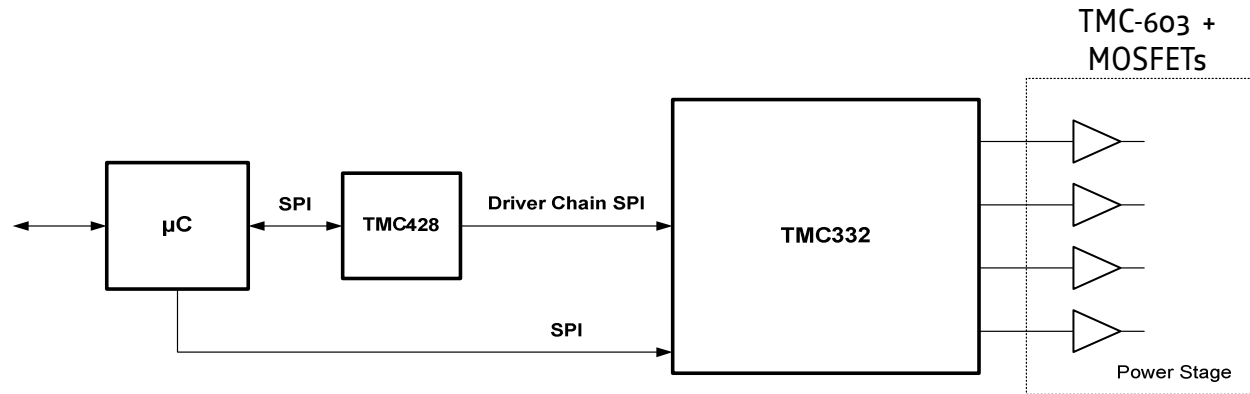 TMC-603 +
MOSFETs
SPI
Driver Chain SPI
µC
TMC428
TMC332
SPI
Power Stage